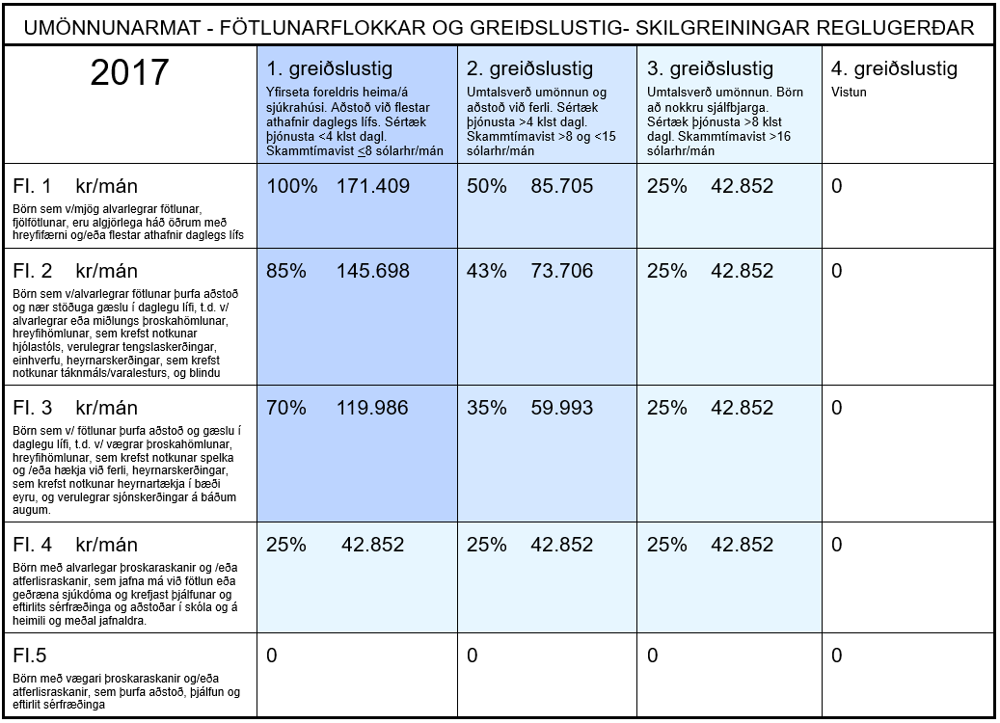 UMÖNNUNARMAT - FÖTLUNARFLOKKAR OG GREIÐSLUSTIG- SKILGREININGAR REGLUGERÐAR
2017
1. greiðslustig
Yfirseta foreldris heima/á
sjúkrahúsi. Aðstoð við flestar
athafnir daglegs lífs. Sértæk
þjónusta <4 klst dagl.
Skammtímavist ≤8 sólarhr/mán
2. greiðslustig
Umtalsverð umönnun og
aðstoð við ferli. Sértæk
þjónusta >4 klst dagl.
Skammtímavist >8 og <15
sólarhr/mán
3. greiðslustig
Umtalsverð umönnun. Börn
að nokkru sjálfbjarga.
Sértæk þjónusta >8 klst
dagl. Skammtímavist >16
sólarhr/mán
4. greiðslustig
Vistun
Fl. 1 kr/mán
Börn sem v/mjög alvarlegrar fötlunar,
fjölfötlunar, eru algjörlega háð öðrum með
hreyfifærni og/eða flestar athafnir daglegs lífs
100% 171.409
50% 85.705
25% 42.852
0
Fl. 2 kr/mán
Börn sem v/alvarlegrar fötlunar þurfa aðstoð
og nær stöðuga gæslu í daglegu lífi, t.d. v/
alvarlegrar eða miðlungs þroskahömlunar,
hreyfihömlunar, sem krefst notkunar
hjólastóls, verulegrar tengslaskerðingar,
einhverfu, heyrnarskerðingar, sem krefst
notkunar táknmáls/varalesturs, og blindu
85% 145.698
43% 73.706
25% 42.852
0
Fl. 3 kr/mán
Börn sem v/ fötlunar þurfa aðstoð og gæslu í
daglegu lífi, t.d. v/ vægrar þroskahömlunar,
hreyfihömlunar, sem krefst notkunar spelka
og /eða hækja við ferli, heyrnarskerðingar,
sem krefst notkunar heyrnartækja í bæði
eyru, og verulegrar sjónskerðingar á báðum
augum.
70% 119.986
35% 59.993
25% 42.852
0
Fl. 4 kr/mán
Börn með alvarlegar þroskaraskanir og /eða
atferlisraskanir, sem jafna má við fötlun eða
geðræna sjúkdóma og krefjast þjálfunar og
eftirlits sérfræðinga og aðstoðar í skóla og á
heimili og meðal jafnaldra.
25% 42.852
25% 42.852
25% 42.852
0
Fl.5
Börn með vægari þroskaraskanir og/eða
atferlisraskanir, sem þurfa aðstoð, þjálfun og
eftirlit sérfræðinga
0
0
0
0